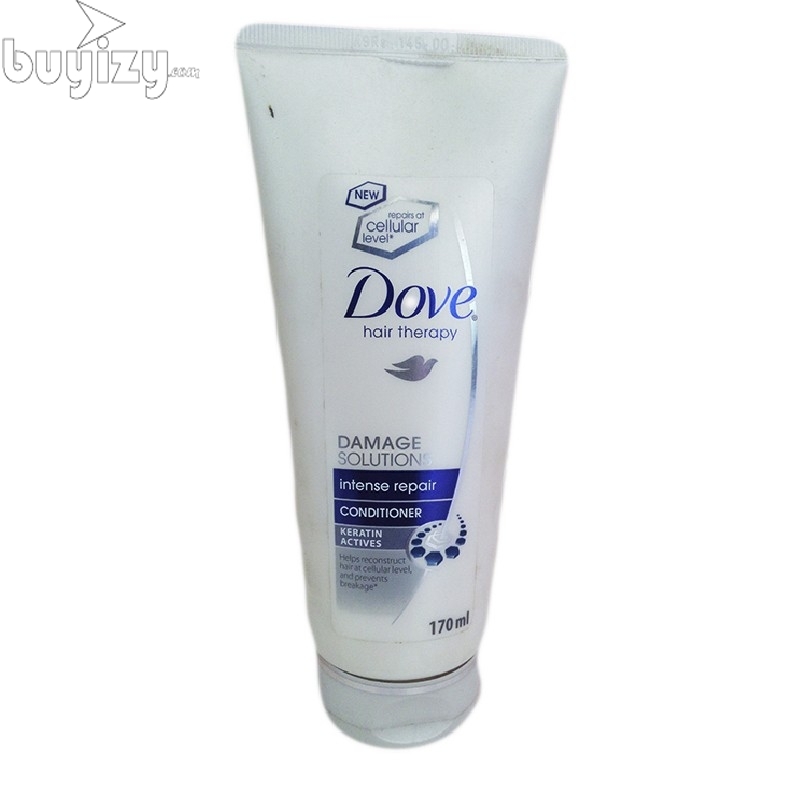 buyizy.com
NEW
repairs at
cellular
level*
Dove
hair therapy
DAMAGE
SOLUTIONS
intense repair
CONDITIONER
KERATIN
ACTIVES
Helps reconstruct
hair at cellular level,
and prevents
breakage**
170ml